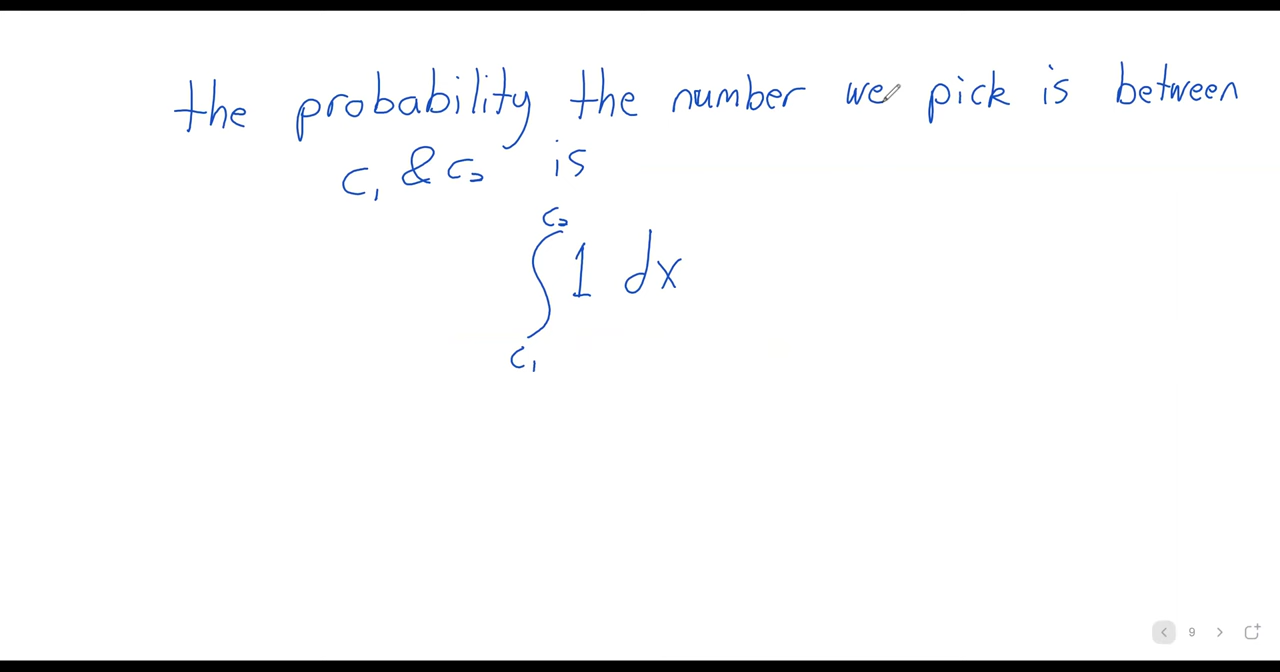 the probability the number we pick is between
c₁ & c₂ is
∫_{c₁}^{c₂} 1 dx
9